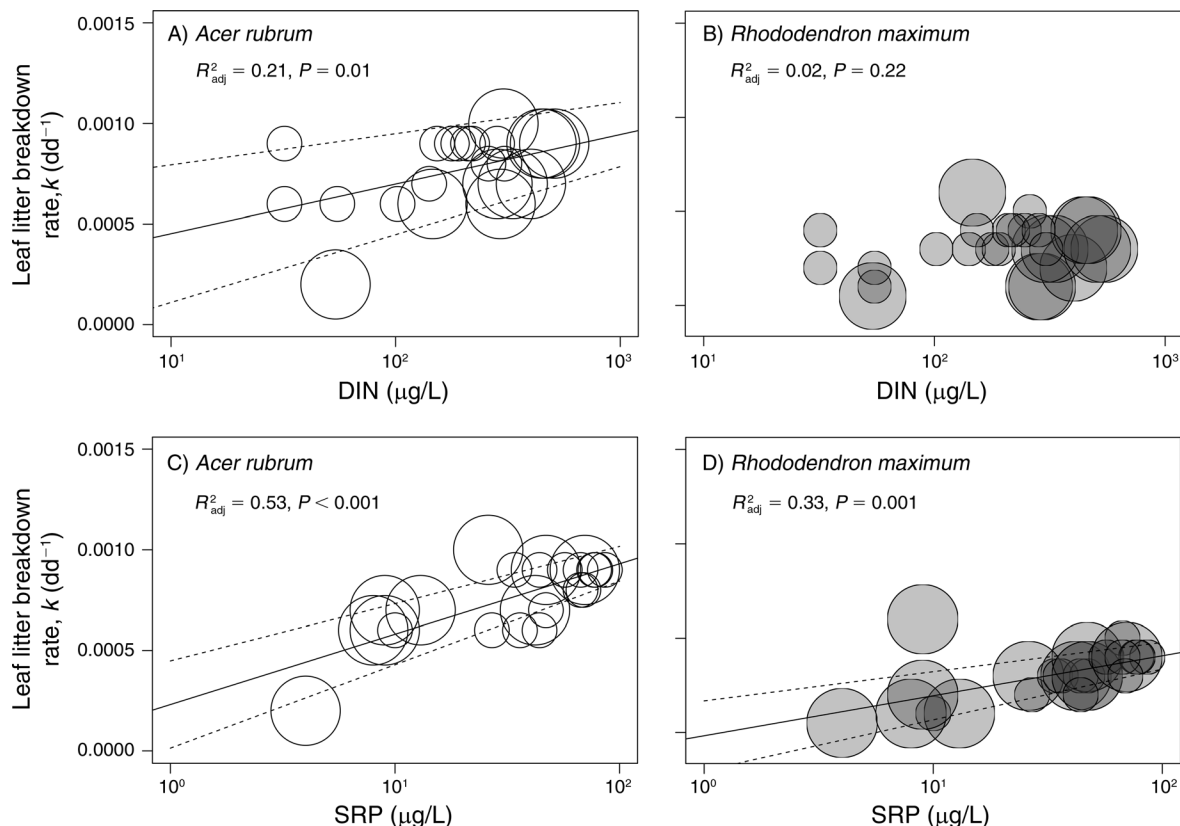 A) Acer rubrum
R²adj = 0.21, P = 0.01
Leaf litter breakdown
rate,k (dd⁻¹)
0.0015
0.0010
0.0005
0.0000
10¹
10²
10³
DIN (μg/L)
B) Rhododendron maximum
R²adj = 0.02, P = 0.22
10¹
10²
10³
DIN (μg/L)
C) Acer rubrum
R²adj = 0.53, P < 0.001
Leaf litter breakdown
rate, k (dd⁻¹)
0.0015
0.0010
0.0005
0.0000
10⁰
10¹
10²
SRP (μg/L)
D) Rhododendron maximum
R²adj = 0.33, P = 0.001
10⁰
10¹
10²
SRP (μg/L)